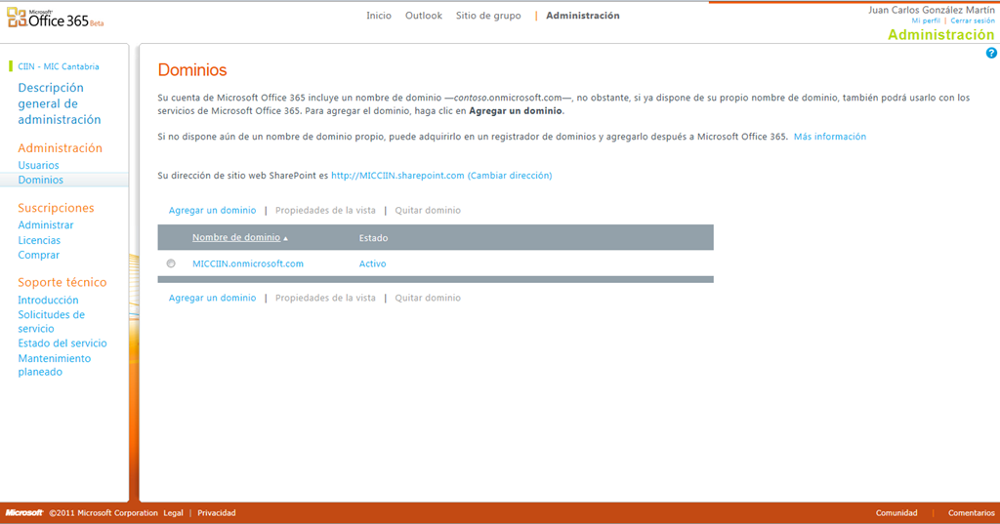 Microsoft®
Office 365 Beta
Inicio Outlook Sitio de grupo | Administración
Juan Carlos González Martín
Mi perfil | Cerrar sesión
Administración
?
CIIN - MIC Cantabria
Descripción
general de
administración
Administración
Usuarios
Dominios
Suscripciones
Administrar
Licencias
Comprar
Soporte técnico
Introducción
Solicitudes de
servicio
Estado del servicio
Mantenimiento
planeado
Dominios
Su cuenta de Microsoft Office 365 incluye un nombre de dominio —contoso.onmicrosoft.com—, no obstante, si ya dispone de su propio nombre de dominio, también podrá usarlo con los
servicios de Microsoft Office 365. Para agregar el dominio, haga clic en Agregar un dominio.
Si no dispone aún de un nombre de dominio propio, puede adquirirlo en un registrador de dominios y agregarlo después a Microsoft Office 365. Más información
Su dirección de sitio web SharePoint es http://MICCIIN.sharepoint.com (Cambiar dirección)
Agregar un dominio | Propiedades de la vista | Quitar dominio
Nombre de dominio Estado
MICCIIN.onmicrosoft.com Activo
Agregar un dominio | Propiedades de la vista | Quitar dominio
Microsoft ©2011 Microsoft Corporation Legal | Privacidad
Comunidad | Comentarios